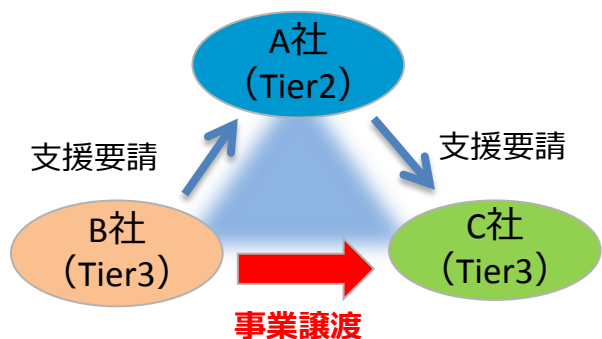 A社
（Tier2）
支援要請
支援要請
B社
（Tier3）
C社
（Tier3）
事業譲渡